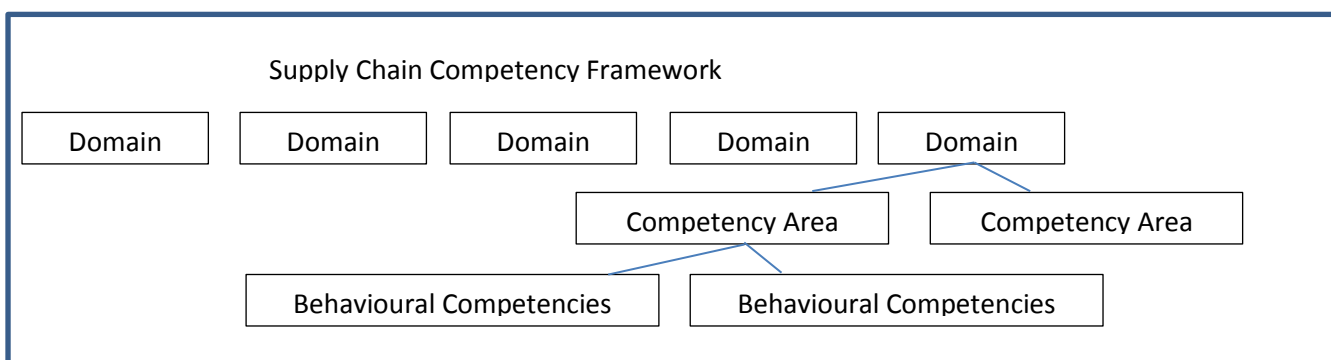 Supply Chain Competency Framework
Domain Domain Domain Domain Domain
Competency Area Competency Area
Behavioural Competencies Behavioural Competencies